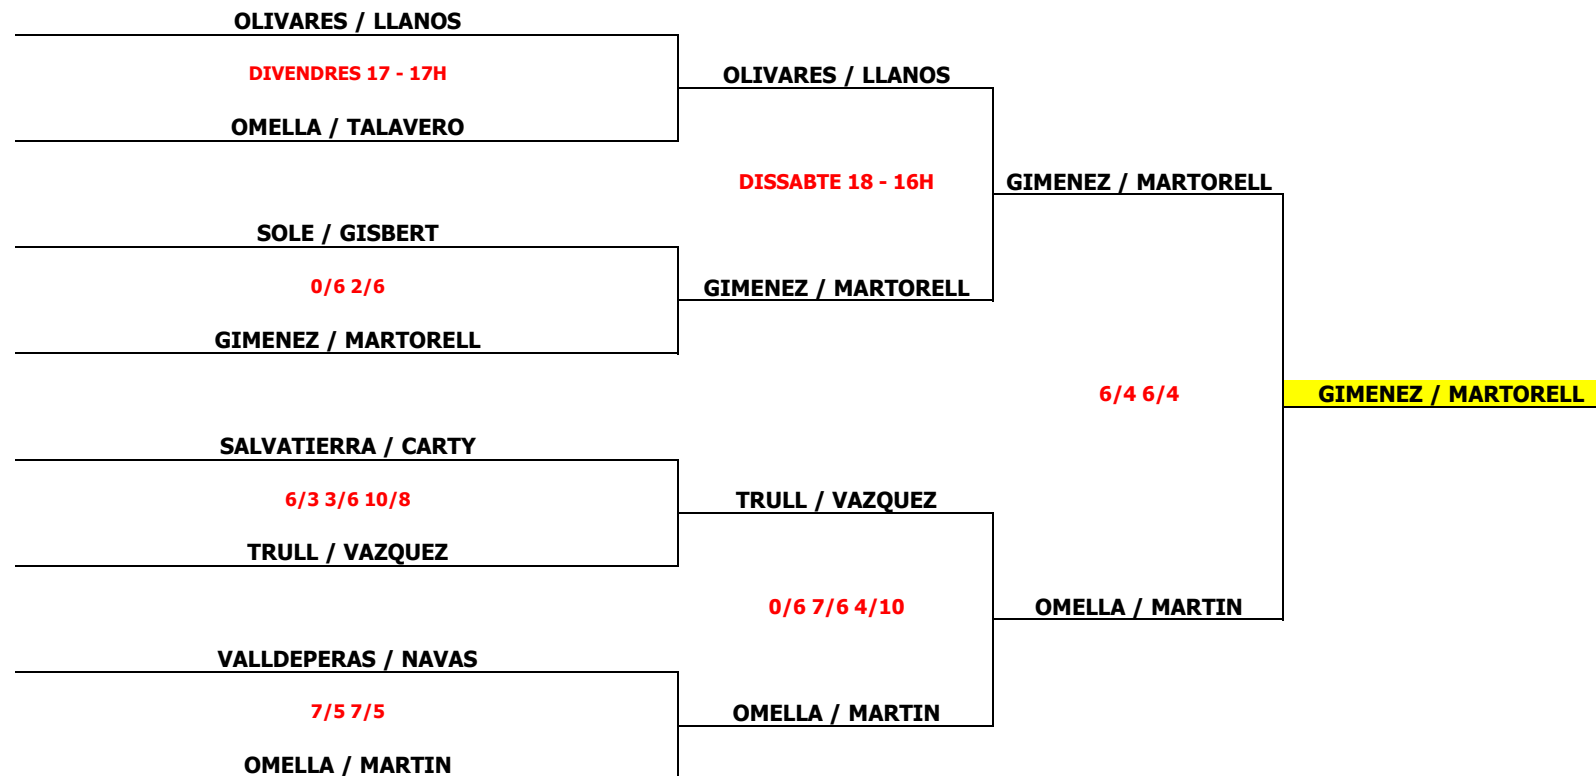 OLIVARES / LLANOS
DIVENDRES 17 - 17H
OLIVARES / LLANOS
OMELLA / TALAVERO
DISSABTE 18 - 16H
GIMENEZ / MARTORELL
SOLE / GISBERT
0/6 2/6
GIMENEZ / MARTORELL
GIMENEZ / MARTORELL
6/4 6/4
GIMENEZ / MARTORELL
SALVATIERRA / CARTY
6/3 3/6 10/8
TRULL / VAZQUEZ
TRULL / VAZQUEZ
0/6 7/6 4/10
OMELLA / MARTIN
VALLDEPERAS / NAVAS
7/5 7/5
OMELLA / MARTIN
OMELLA / MARTIN